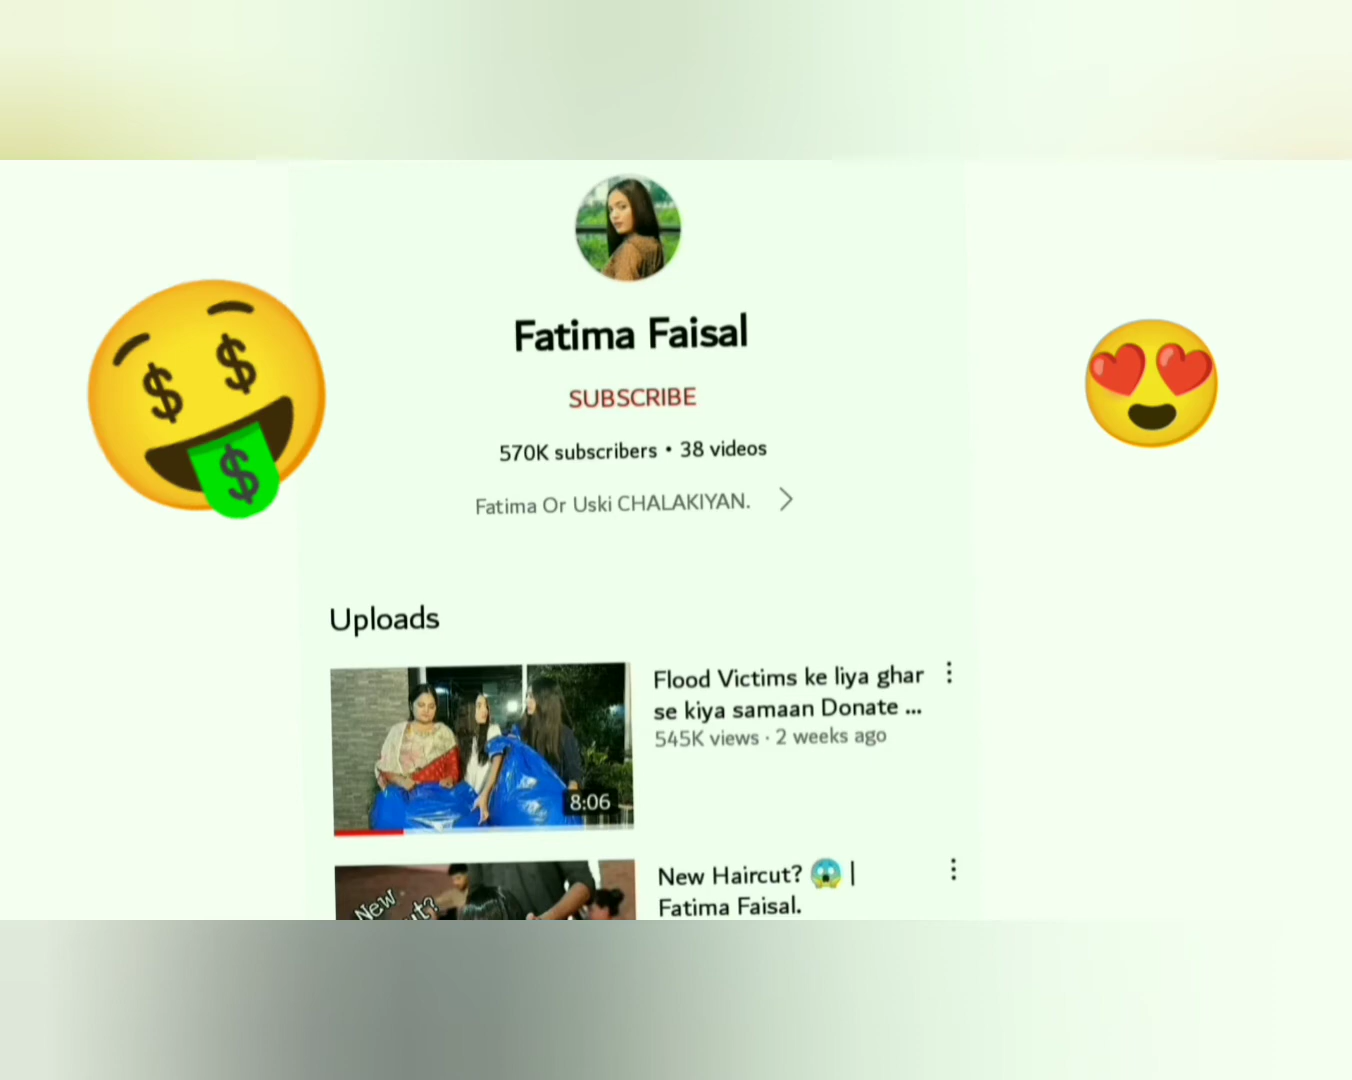 Fatima Faisal
SUBSCRIBE
570K subscribers • 38 videos
Fatima Or Uski CHALAKIYAN.
Uploads
8:06
Flood Victims ke liya ghar
se kiya samaan Donate ...
545K views · 2 weeks ago
New
New Haircut? 😱 |
Fatima Faisal.